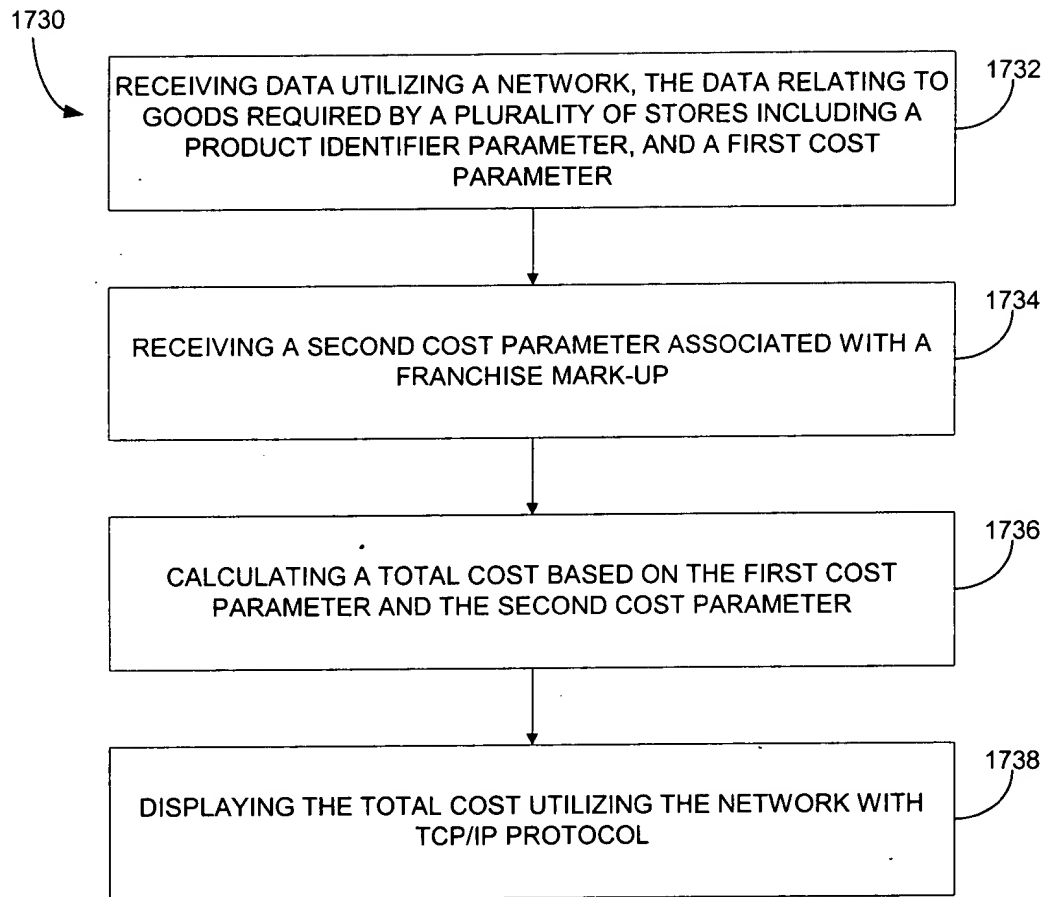 1730
RECEIVING DATA UTILIZING A NETWORK, THE DATA RELATING TO
GOODS REQUIRED BY A PLURALITY OF STORES INCLUDING A
PRODUCT IDENTIFIER PARAMETER, AND A FIRST COST
PARAMETER
1732
RECEIVING A SECOND COST PARAMETER ASSOCIATED WITH A
FRANCHISE MARK-UP
1734
CALCULATING A TOTAL COST BASED ON THE FIRST COST
PARAMETER AND THE SECOND COST PARAMETER
1736
DISPLAYING THE TOTAL COST UTILIZING THE NETWORK WITH
TCP/IP PROTOCOL
1738